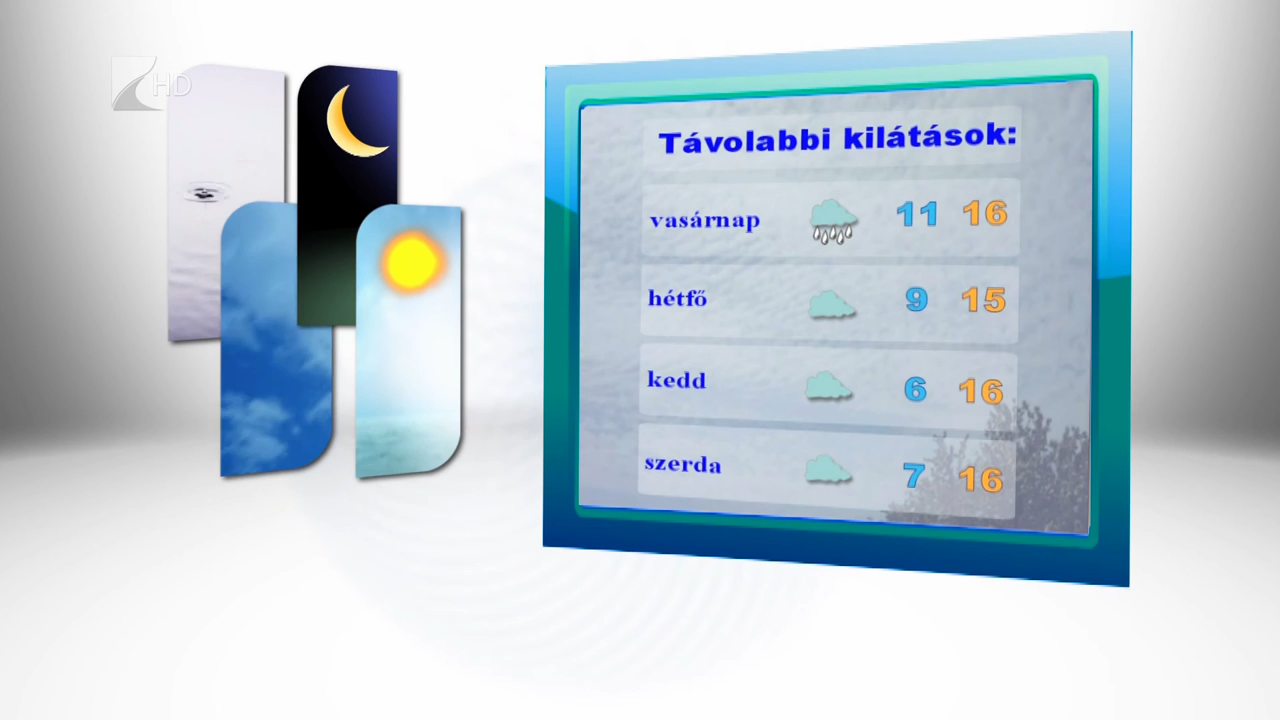 HD
Távolabbi kilátások:
vasárnap 11 16
hétfő 9 15
kedd 6 16
szerda 7 16